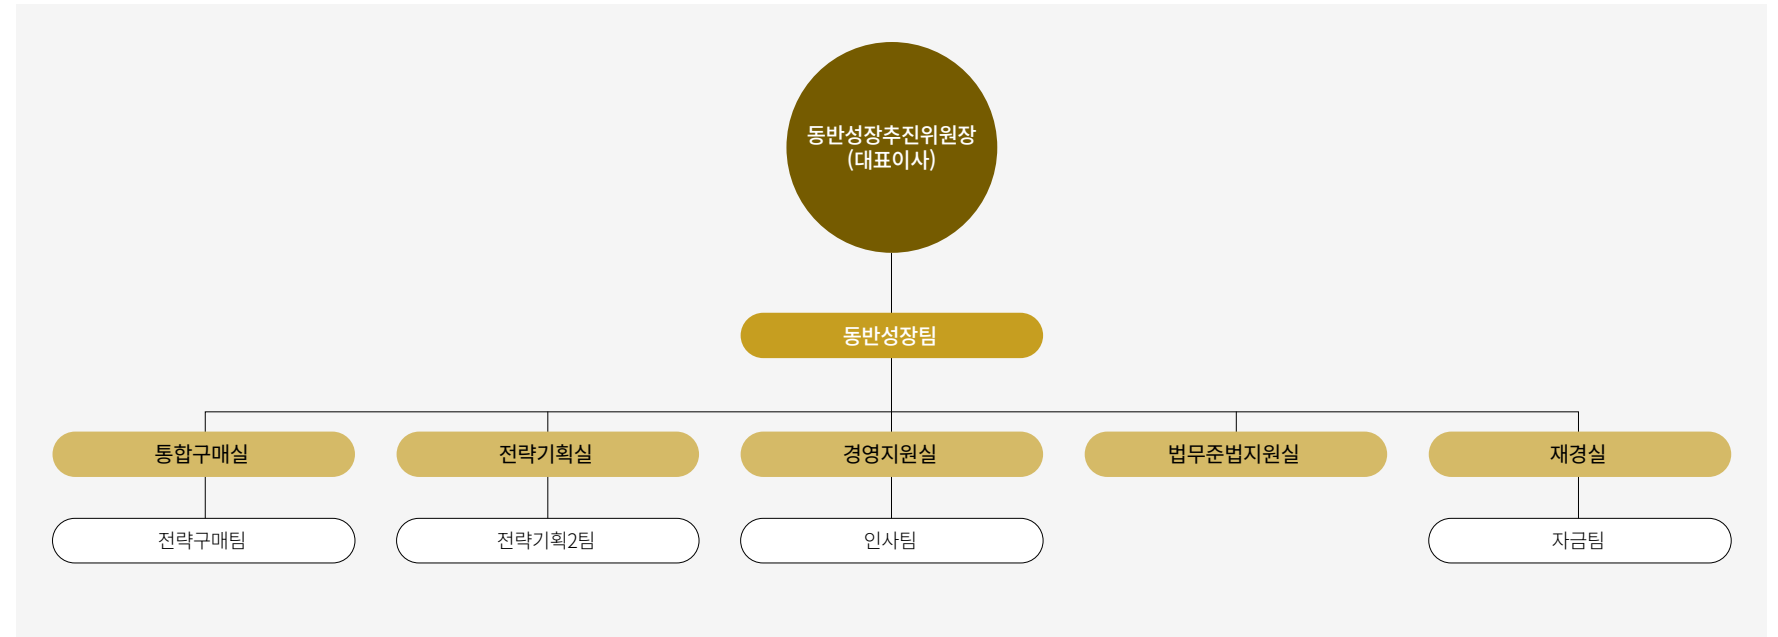 동반성장추진위원장
(대표이사)
동반성장팀
통합구매실
전략기획실
경영지원실
법무준법지원실
재경실
전략구매팀
전략기획2팀
인사팀
자금팀